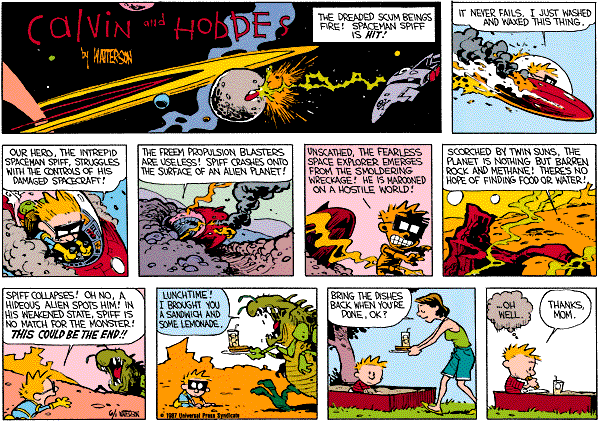 Calvin and Hobbes
by Watterson
THE DREADED SCUM BEINGS
FIRE! SPACEMAN SPIFF
IS HIT!
IT NEVER FAILS. I JUST WASHED
AND WAXED THIS THING.
OUR HERO, THE INTREPID
SPACEMAN SPIFF, STRUGGLES
WITH THE CONTROLS OF HIS
DAMAGED SPACECRAFT!
THE FREEM PROPULSION BLASTERS
ARE USELESS! SPIFF CRASHES ONTO
THE SURFACE OF AN ALIEN PLANET!
UNSCATHED, THE FEARLESS
SPACE EXPLORER EMERGES
FROM THE SMOLDERING
WRECKAGE! HE IS MAROONED
ON A HOSTILE WORLD!
SCORCHED BY TWIN SUNS, THE
PLANET IS NOTHING BUT BARREN
ROCK AND METHANE! THERE'S NO
HOPE OF FINDING FOOD OR WATER!
SPIFF COLLAPSES! OH NO, A
HIDEOUS ALIEN SPOTS HIM! IN
HIS WEAKENED STATE, SPIFF IS
NO MATCH FOR THE MONSTER!
THIS COULD BE THE END!!
WATTERSON
LUNCHTIME!
I BROUGHT YOU
A SANDWICH AND
SOME LEMONADE.
© 1987 Universal Press Syndicate
BRING THE DISHES
BACK WHEN YOU'RE
DONE, OK?
OH
WELL.
THANKS,
MOM.